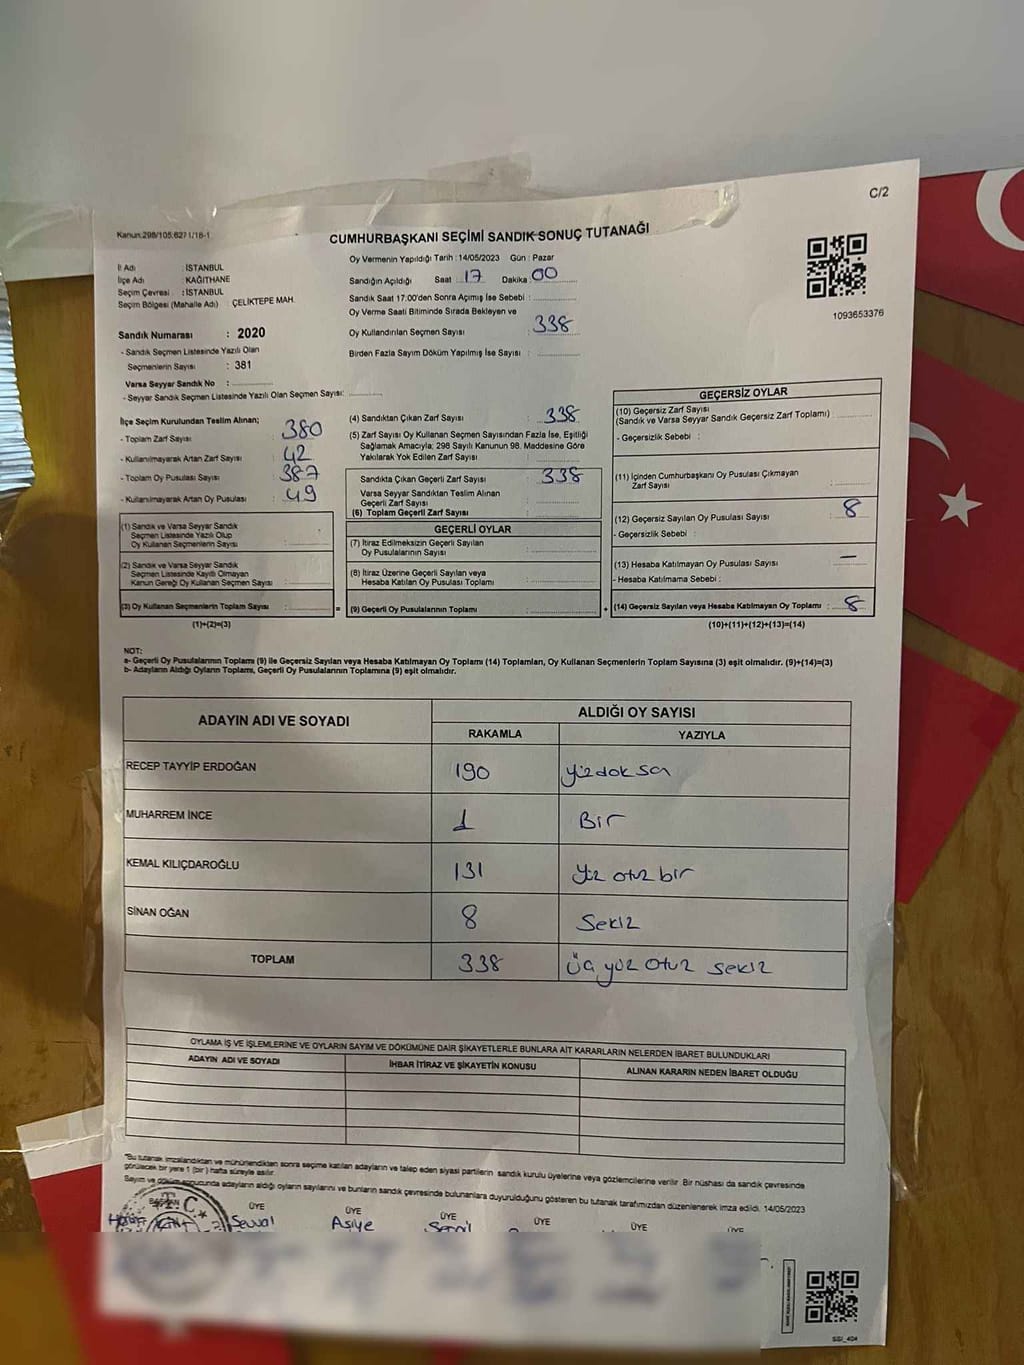 C/2
Kanun:298/105.6271/18-1
CUMHURBAŞKANI SEÇİMİ SANDIK SONUÇ TUTANAĞI
İl Adı : İSTANBUL
İlçe Adı : KAĞITHANE
Seçim Çevresi : İSTANBUL
Seçim Bölgesi (Mahalle Adı) : ÇELİKTEPE MAH.
Sandık Numarası : 2020
- Sandık Seçmen Listesinde Yazılı Olan
Seçmenlerin Sayısı : 381
Varsa Seyyar Sandık No :
- Seyyar Sandık Seçmen Listesinde Yazılı Olan Seçmen Sayısı:
Oy Vermenin Yapıldığı Tarih : 14/05/2023 Gün : Pazar
Sandığın Açıldığı Saat : 17 Dakika : 00
Sandık Saat 17:00'den Sonra Açımış İse Sebebi :
Oy Verme Saati Bitiminde Sırada Bekleyen ve
Oy Kullandırılan Seçmen Sayısı : 338
Birden Fazla Sayım Döküm Yapılmış İse Sayısı :
1093653376
İlçe Seçim Kurulundan Teslim Alınan;
- Toplam Zarf Sayısı : 380
- Kullanılmayarak Artan Zarf Sayısı : 42
- Toplam Oy Pusulası Sayısı : 387
- Kullanılmayarak Artan Oy Pusulası : 49
(1) Sandık ve Varsa Seyyar Sandık
Seçmen Listesinde Yazılı Olup
Oy Kullanan Seçmenlerin Sayısı :
(2) Sandık ve Varsa Seyyar Sandık
Seçmen Listesinde Kayıtlı Olmayan
Kanun Gereği Oy Kullanan Seçmen Sayısı :
(3) Oy Kullanan Seçmenlerin Toplam Sayısı : =
(1)+(2)=(3)
(4) Sandıktan Çıkan Zarf Sayısı : 338
(5) Zarf Sayısı Oy Kullanan Seçmen Sayısından Fazla İse, Eşitliği
Sağlamak Amacıyla; 298 Sayılı Kanunun 98. Maddesine Göre
Yakılarak Yok Edilen Zarf Sayısı :
Sandıkta Çıkan Geçerli Zarf Sayısı : 338
Varsa Seyyar Sandıktan Teslim Alınan
Geçerli Zarf Sayısı :
(6) Toplam Geçerli Zarf Sayısı :
GEÇERLİ OYLAR
(7) İtiraz Edilmeksizin Geçerli Sayılan
Oy Pusulalarının Sayısı :
(8) İtiraz Üzerine Geçerli Sayılan veya
Hesaba Katılan Oy Pusulası Toplamı :
(9) Geçerli Oy Pusulalarının Toplamı : +
GEÇERSİZ OYLAR
(10) Geçersiz Zarf Sayısı
(Sandık ve Varsa Seyyar Sandık Geçersiz Zarf Toplamı) :
- Geçersizlik Sebebi :
(11) İçinden Cumhurbaşkanı Oy Pusulası Çıkmayan
Zarf Sayısı :
(12) Geçersiz Sayılan Oy Pusulası Sayısı : 8
- Geçersizlik Sebebi :
(13) Hesaba Katılmayan Oy Pusulası Sayısı : —
- Hesaba Katılmama Sebebi :
(14) Geçersiz Sayılan veya Hesaba Katılmayan Oy Toplamı : 8
(10)+(11)+(12)+(13)=(14)
NOT:
a- Geçerli Oy Pusulalarının Toplamı (9) ile Geçersiz Sayılan veya Hesaba Katılmayan Oy Toplamı (14) Toplamları, Oy Kullanan Seçmenlerin Toplam Sayısına (3) eşit olmalıdır. (9)+(14)=(3)
b- Adayların Aldığı Oyların Toplamı, Geçerli Oy Pusulalarının Toplamına (9) eşit olmalıdır.
ADAYIN ADI VE SOYADI ALDIĞI OY SAYISI
RAKAMLA YAZIYLA
RECEP TAYYİP ERDOĞAN 190 yüzdoksa
MUHARREM İNCE 1 Bir
KEMAL KILIÇDAROĞLU 131 yüz otuz bir
SİNAN OĞAN 8 Sekiz
TOPLAM 338 üç yüz otuz sekiz
OYLAMA İŞ VE İŞLEMLERİNE VE OYLARIN SAYIM VE DÖKÜMÜNE DAİR ŞİKAYETLERLE BUNLARA AİT KARARLARIN NELERDEN İBARET BULUNDUKLARI
ADAYIN ADI VE SOYADI İHBAR İTİRAZ VE ŞİKAYETİN KONUSU ALINAN KARARIN NEDEN İBARET OLDUĞU
*Bu tutanak imzalandıktan ve mühürlendikten sonra seçime katılan adayların ve talep eden siyasi partilerin sandık kurulu üyelerine veya gözlemcilerine verilir. Bir nüshası da sandık çevresinde
görülecek bir yere 1 (bir) hafta süreyle asılır.
Sayım ve döküm sonucunda adayların aldığı oyların sayılarını ve bunların sandık çevresinde bulunanlara duyurulduğunu gösteren bu tutanak tarafımızdan düzenlenerek imza edildi. 14/05/2023
BAŞKAN ÜYE ÜYE ÜYE ÜYE ÜYE ÜYE
T.C.
Asiye
SSI_404